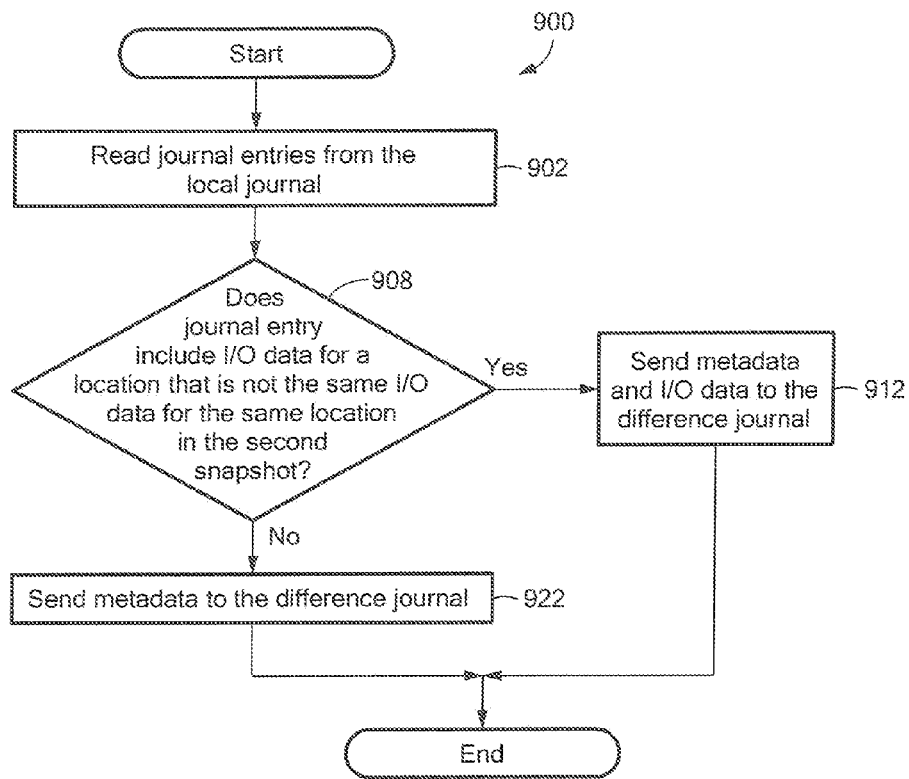 900
Start
Read journal entries from the
local journal
902
908
Does
journal entry
include I/O data for a
location that is not the same I/O
data for the same location
in the second
snapshot?
Yes
Send metadata
and I/O data to the
difference journal
912
No
Send metadata to the difference journal
922
End